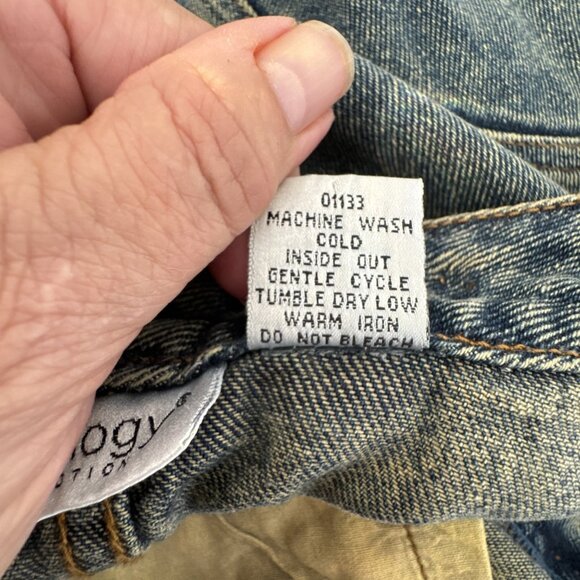 01133
MACHINE WASH
COLD
INSIDE OUT
GENTLE CYCLE
TUMBLE DRY LOW
WARM IRON
DO NOT BLEACH